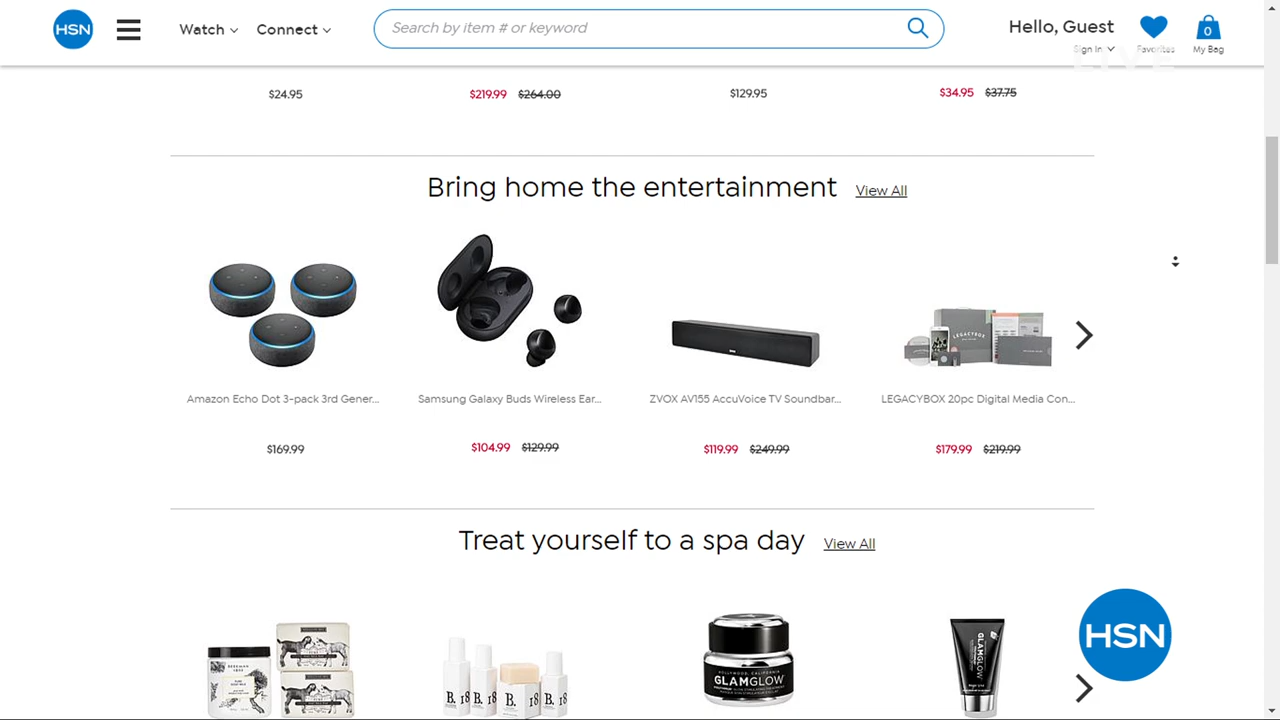 HSN
Watch
Connect
Search by item # or keyword
Hello, Guest
Sign In
Favorites
0
My Bag
LIVE
$24.95
$219.99 $264.00
$129.95
$34.95 $37.75
Bring home the entertainment View All
LEGACYBOX
Amazon Echo Dot 3-pack 3rd Gener...
Samsung Galaxy Buds Wireless Ear...
ZVOX AV155 AccuVoice TV Soundbar...
LEGACYBOX 20pc Digital Media Con...
$169.99
$104.99 $129.99
$119.99 $249.99
$179.99 $219.99
Treat yourself to a spa day View All
BEEKMAN
GLAMGLOW
GLAMGLOW
HSN